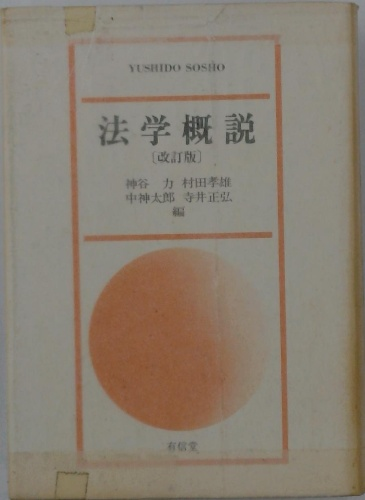 YUSHIDO SOSHO
法学概説
〔改訂版〕
神谷 力 村田孝雄
中神太郎 寺井正弘
編
有信堂